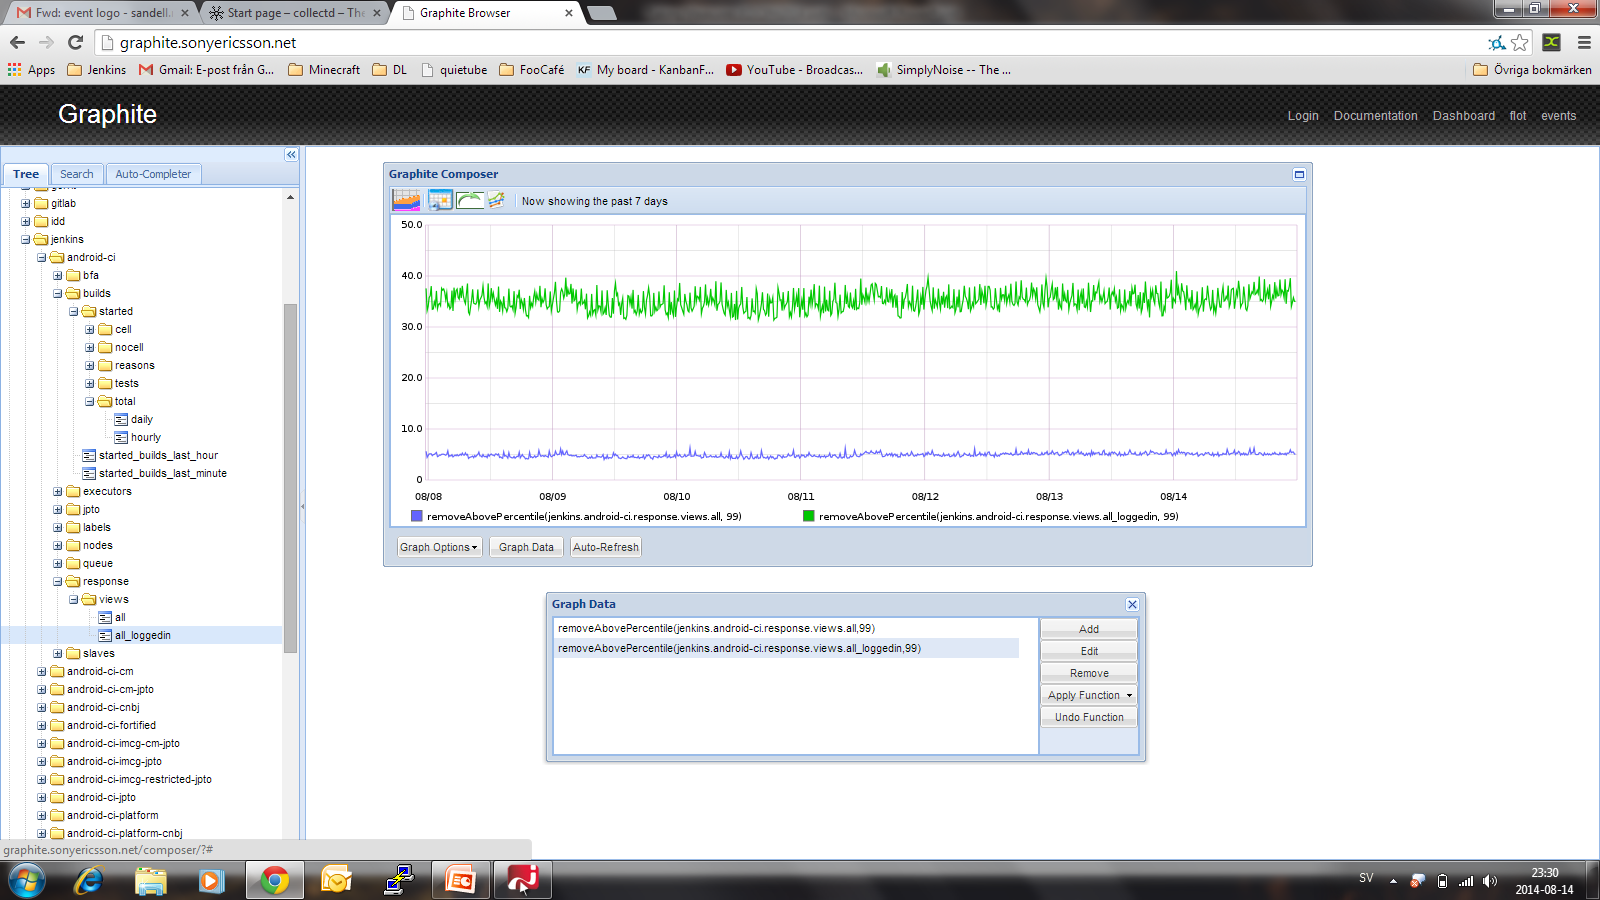 Fwd: event logo - sandell.
Start page – collectd – The
Graphite Browser
graphite.sonyericsson.net
Apps
Jenkins
Gmail: E-post från G...
Minecraft
DL
quietube
FooCafé
KF My board - KanbanF...
YouTube - Broadcas...
SimplyNoise -- The ...
Övriga bokmärken
Graphite
Login Documentation Dashboard flot events
Tree Search Auto-Completer
gitlab
idd
jenkins
android-ci
bfa
builds
started
cell
nocell
reasons
tests
total
daily
hourly
started_builds_last_hour
started_builds_last_minute
executors
jpto
labels
nodes
queue
response
views
all
all_loggedin
slaves
android-ci-cm
android-ci-cm-jpto
android-ci-cnbj
android-ci-fortified
android-ci-imcg-cm-jpto
android-ci-imcg-jpto
android-ci-imcg-restricted-jpto
android-ci-jpto
android-ci-platform
android-ci-platform-cnbj
graphite.sonyericsson.net/composer/?#
Graphite Composer
Now showing the past 7 days
50.0
40.0
30.0
20.0
10.0
0
08/08 08/09 08/10 08/11 08/12 08/13 08/14
removeAbovePercentile(jenkins.android-ci.response.views.all, 99)
removeAbovePercentile(jenkins.android-ci.response.views.all_loggedin, 99)
Graph Options Graph Data Auto-Refresh
Graph Data
removeAbovePercentile(jenkins.android-ci.response.views.all,99)
removeAbovePercentile(jenkins.android-ci.response.views.all_loggedin,99)
Add
Edit
Remove
Apply Function
Undo Function
SV
23:30
2014-08-14